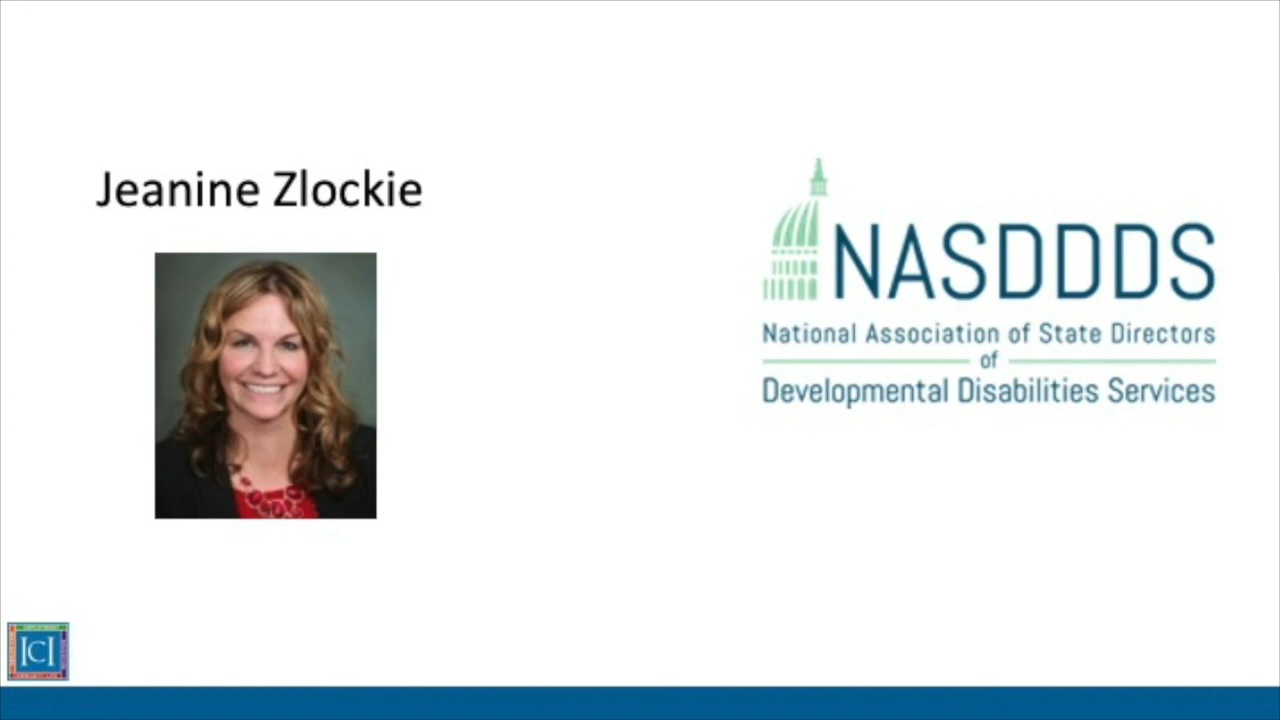 Jeanine Zlockie
NASDDDS
National Association of State Directors
of
Developmental Disabilities Services
ICI